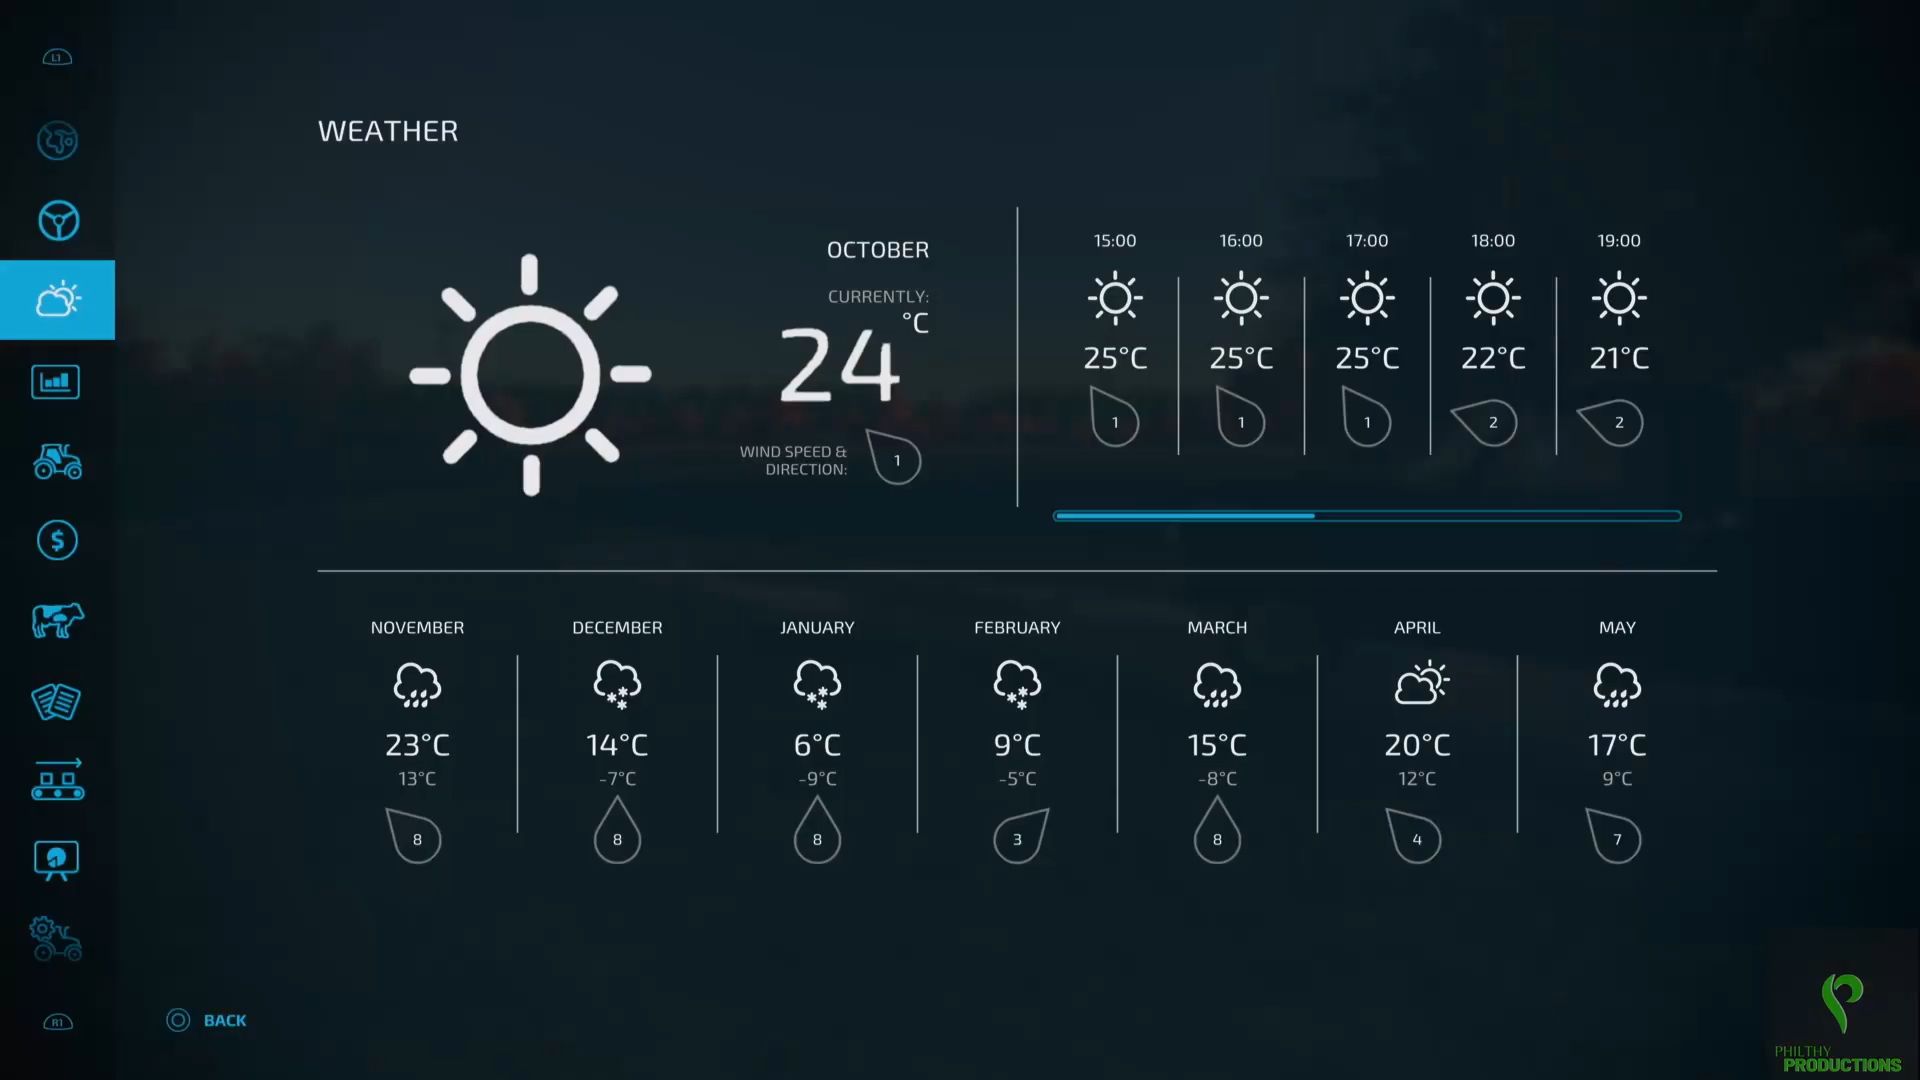 L1
WEATHER
OCTOBER
CURRENTLY:
°C
24
WIND SPEED &
DIRECTION:
1
15:00 16:00 17:00 18:00 19:00
25°C 25°C 25°C 22°C 21°C
1 1 1 2 2
$
NOVEMBER DECEMBER JANUARY FEBRUARY MARCH APRIL MAY
23°C 14°C 6°C 9°C 15°C 20°C 17°C
13°C -7°C -9°C -5°C -8°C 12°C 9°C
8 8 8 3 8 4 7
R1
BACK
PHILTHY
PRODUCTIONS